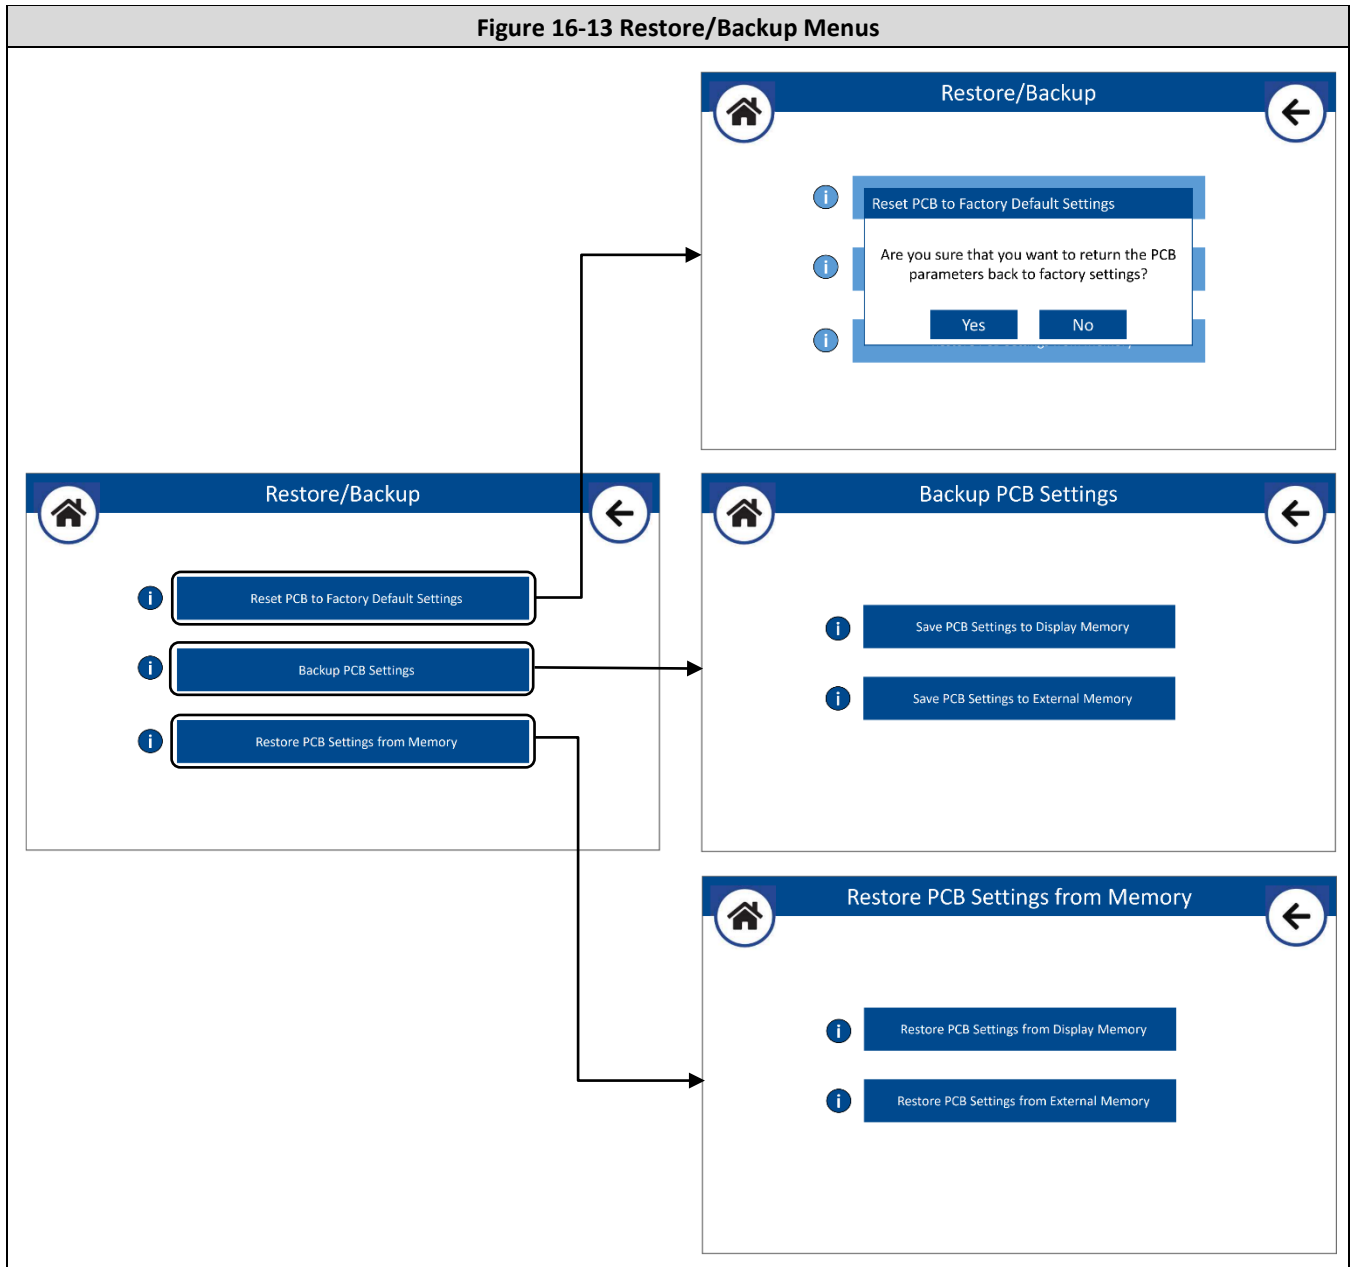 Figure 16-13 Restore/Backup Menus
Restore/Backup
i
Reset PCB to Factory Default Settings
Are you sure that you want to return the PCB
i
parameters back to factory settings?
Yes No
i
Restore/Backup
i Reset PCB to Factory Default Settings
i Backup PCB Settings
i Restore PCB Settings from Memory
Backup PCB Settings
i Save PCB Settings to Display Memory
i Save PCB Settings to External Memory
Restore PCB Settings from Memory
i Restore PCB Settings from Display Memory
i Restore PCB Settings from External Memory